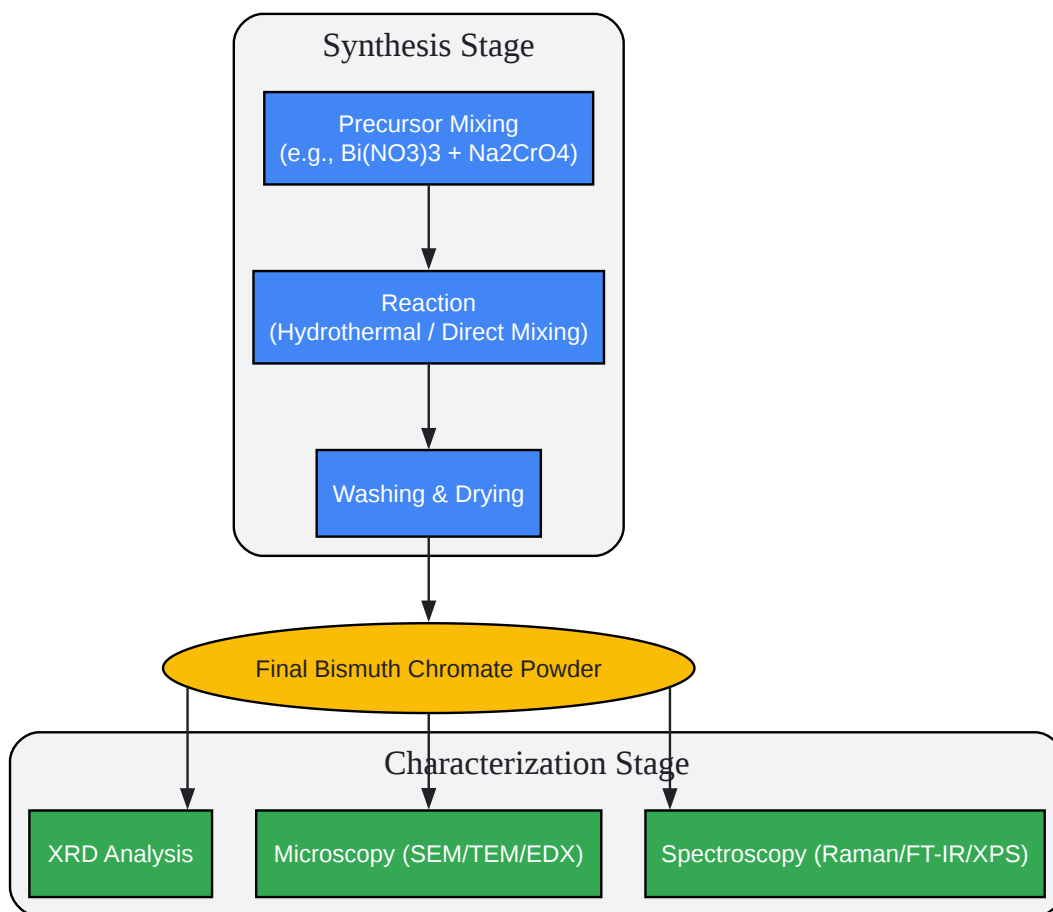 Synthesis Stage
Precursor Mixing
(e.g., Bi(NO3)3 + Na2CrO4)
Reaction
(Hydrothermal / Direct Mixing)
Washing & Drying
Final Bismuth Chromate Powder
Characterization Stage
XRD Analysis
Microscopy (SEM/TEM/EDX)
Spectroscopy (Raman/FT-IR/XPS)